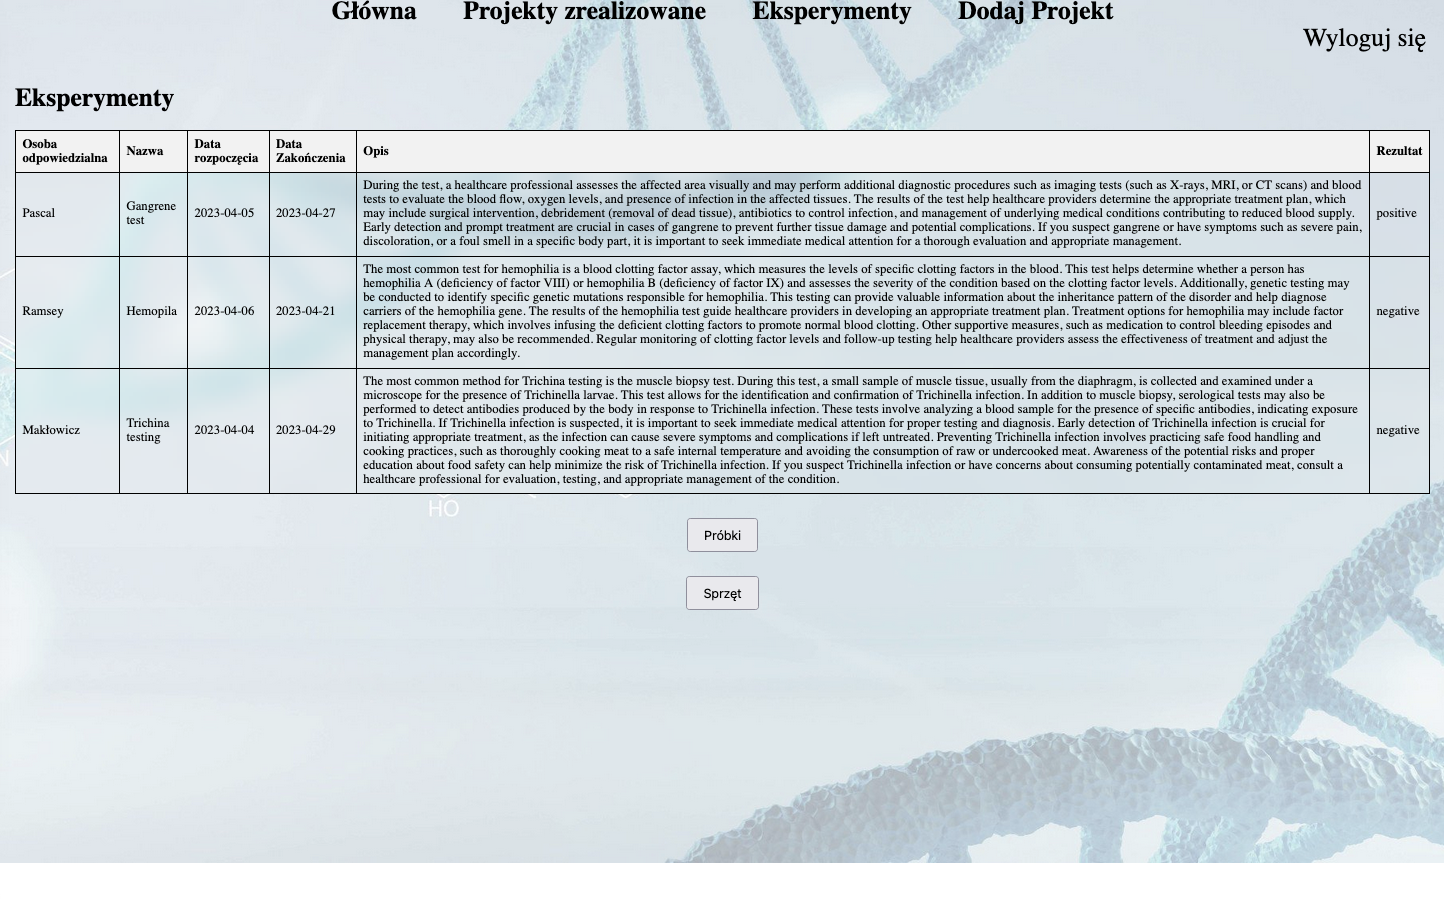 Główna Projekty zrealizowane Eksperymenty Dodaj Projekt
Wyloguj się
Eksperymenty
Osoba odpowiedzialna Nazwa Data rozpoczęcia Data Zakończenia Opis Rezultat
Pascal Gangrene test 2023-04-05 2023-04-27
During the test, a healthcare professional assesses the affected area visually and may perform additional diagnostic procedures such as imaging tests (such as X-rays, MRI, or CT scans) and blood
tests to evaluate the blood flow, oxygen levels, and presence of infection in the affected tissues. The results of the test help healthcare providers determine the appropriate treatment plan, which
may include surgical intervention, debridement (removal of dead tissue), antibiotics to control infection, and management of underlying medical conditions contributing to reduced blood supply.
Early detection and prompt treatment are crucial in cases of gangrene to prevent further tissue damage and potential complications. If you suspect gangrene or have symptoms such as severe pain,
discoloration, or a foul smell in a specific body part, it is important to seek immediate medical attention for a thorough evaluation and appropriate management.
positive
Ramsey Hemopila 2023-04-06 2023-04-21
The most common test for hemophilia is a blood clotting factor assay, which measures the levels of specific clotting factors in the blood. This test helps determine whether a person has
hemophilia A (deficiency of factor VIII) or hemophilia B (deficiency of factor IX) and assesses the severity of the condition based on the clotting factor levels. Additionally, genetic testing may
be conducted to identify specific genetic mutations responsible for hemophilia. This testing can provide valuable information about the inheritance pattern of the disorder and help diagnose
carriers of the hemophilia gene. The results of the hemophilia test guide healthcare providers in developing an appropriate treatment plan. Treatment options for hemophilia may include factor
replacement therapy, which involves infusing the deficient clotting factors to promote normal blood clotting. Other supportive measures, such as medication to control bleeding episodes and
physical therapy, may also be recommended. Regular monitoring of clotting factor levels and follow-up testing help healthcare providers assess the effectiveness of treatment and adjust the
management plan accordingly.
negative
Makłowicz Trichina testing 2023-04-04 2023-04-29
The most common method for Trichina testing is the muscle biopsy test. During this test, a small sample of muscle tissue, usually from the diaphragm, is collected and examined under a
microscope for the presence of Trichinella larvae. This test allows for the identification and confirmation of Trichinella infection. In addition to muscle biopsy, serological tests may also be
performed to detect antibodies produced by the body in response to Trichinella infection. These tests involve analyzing a blood sample for the presence of specific antibodies, indicating exposure
to Trichinella. If Trichinella infection is suspected, it is important to seek immediate medical attention for proper testing and diagnosis. Early detection of Trichinella infection is crucial for
initiating appropriate treatment, as the infection can cause severe symptoms and complications if left untreated. Preventing Trichinella infection involves practicing safe food handling and
cooking practices, such as thoroughly cooking meat to a safe internal temperature and avoiding the consumption of raw or undercooked meat. Awareness of the potential risks and proper
education about food safety can help minimize the risk of Trichinella infection. If you suspect Trichinella infection or have concerns about consuming potentially contaminated meat, consult a
healthcare professional for evaluation, testing, and appropriate management of the condition.
negative
N
HO
Próbki
Sprzęt